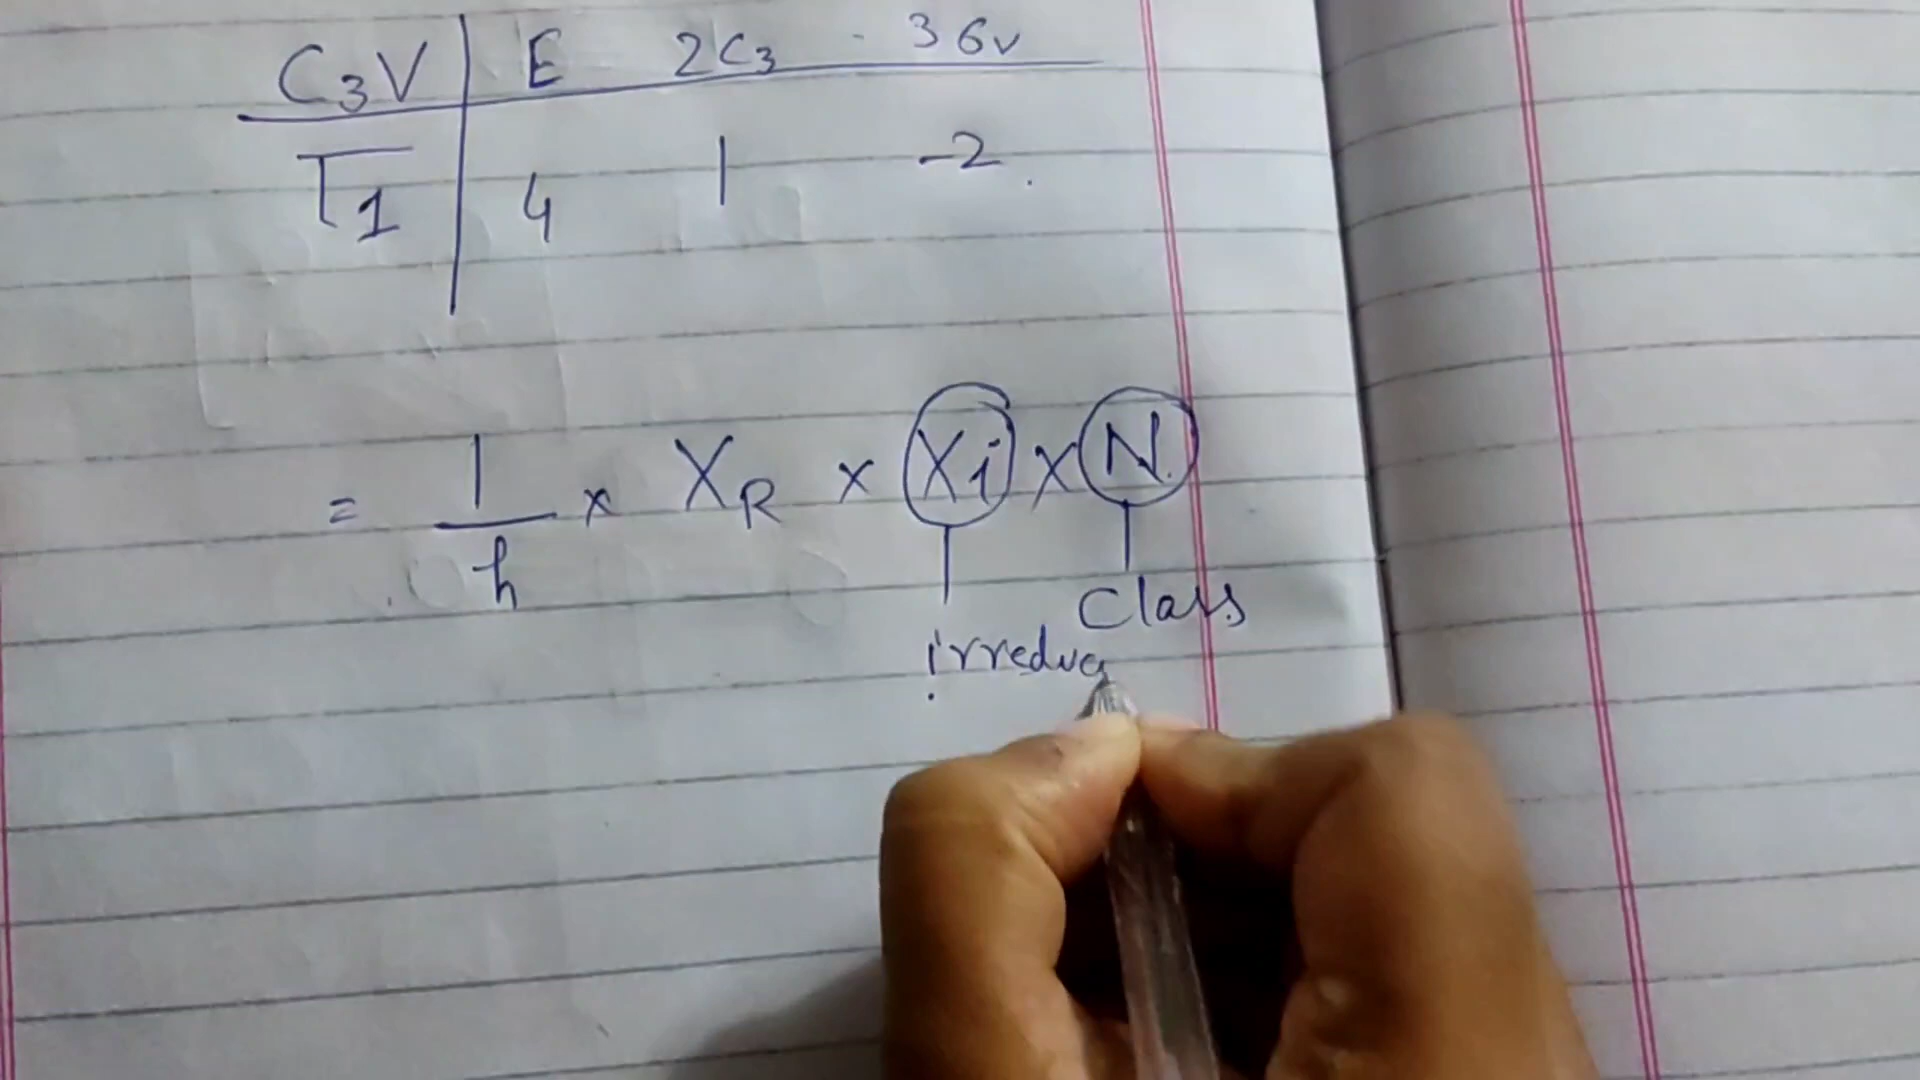 C3V E 2C3 3σv
Γ1 4 1 -2
= 1/h × XR × Xi × N
Class
irreduc